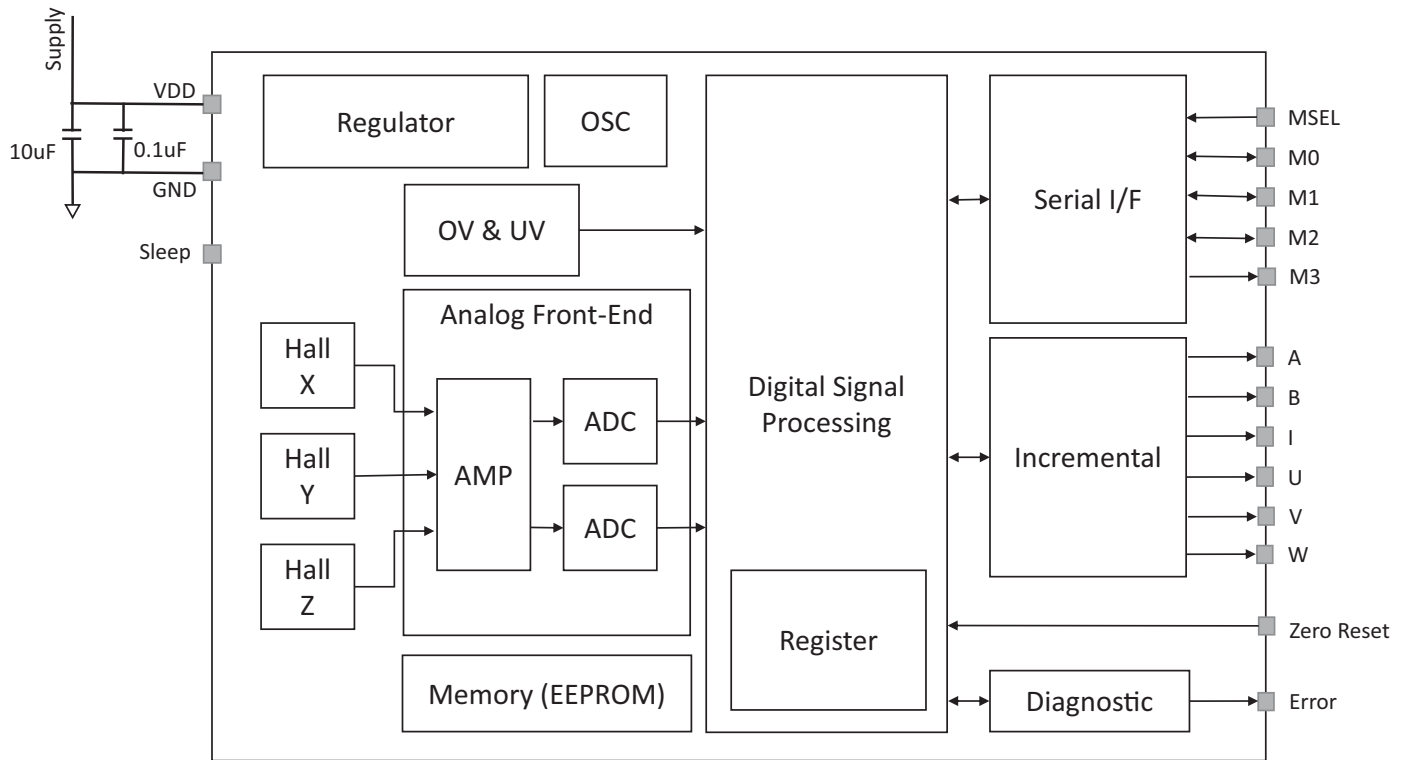 Supply
VDD
10uF
0.1uF
GND
Sleep
Regulator
OSC
OV & UV
Analog Front-End
Hall
X
Hall
Y
Hall
Z
AMP
ADC
ADC
Memory (EEPROM)
Digital Signal
Processing
Register
Serial I/F
Incremental
Diagnostic
MSEL
M0
M1
M2
M3
A
B
I
U
V
W
Zero Reset
Error